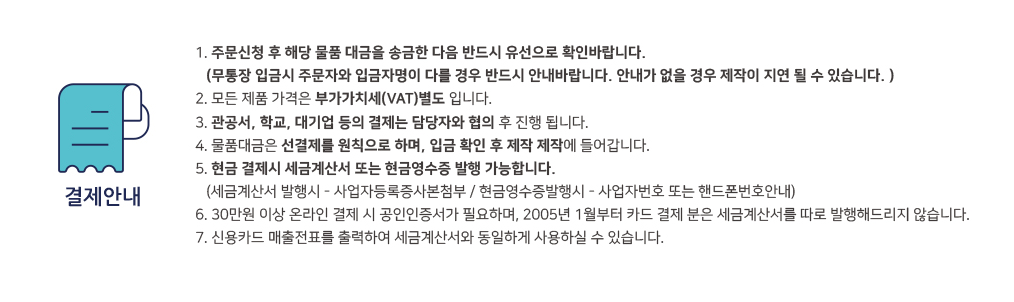 결제안내
1. 주문신청 후 해당 물품 대금을 송금한 다음 반드시 유선으로 확인바랍니다.
(무통장 입금시 주문자와 입금자명이 다를 경우 반드시 안내바랍니다. 안내가 없을 경우 제작이 지연 될 수 있습니다. )
2. 모든 제품 가격은 부가가치세(VAT)별도 입니다.
3. 관공서, 학교, 대기업 등의 결제는 담당자와 협의 후 진행 됩니다.
4. 물품대금은 선결제를 원칙으로 하며, 입금 확인 후 제작 제작에 들어갑니다.
5. 현금 결제시 세금계산서 또는 현금영수증 발행 가능합니다.
(세금계산서 발행시 - 사업자등록증사본첨부 / 현금영수증발행시 - 사업자번호 또는 핸드폰번호안내)
6. 30만원 이상 온라인 결제 시 공인인증서가 필요하며, 2005년 1월부터 카드 결제 분은 세금계산서를 따로 발행해드리지 않습니다.
7. 신용카드 매출전표를 출력하여 세금계산서와 동일하게 사용하실 수 있습니다.